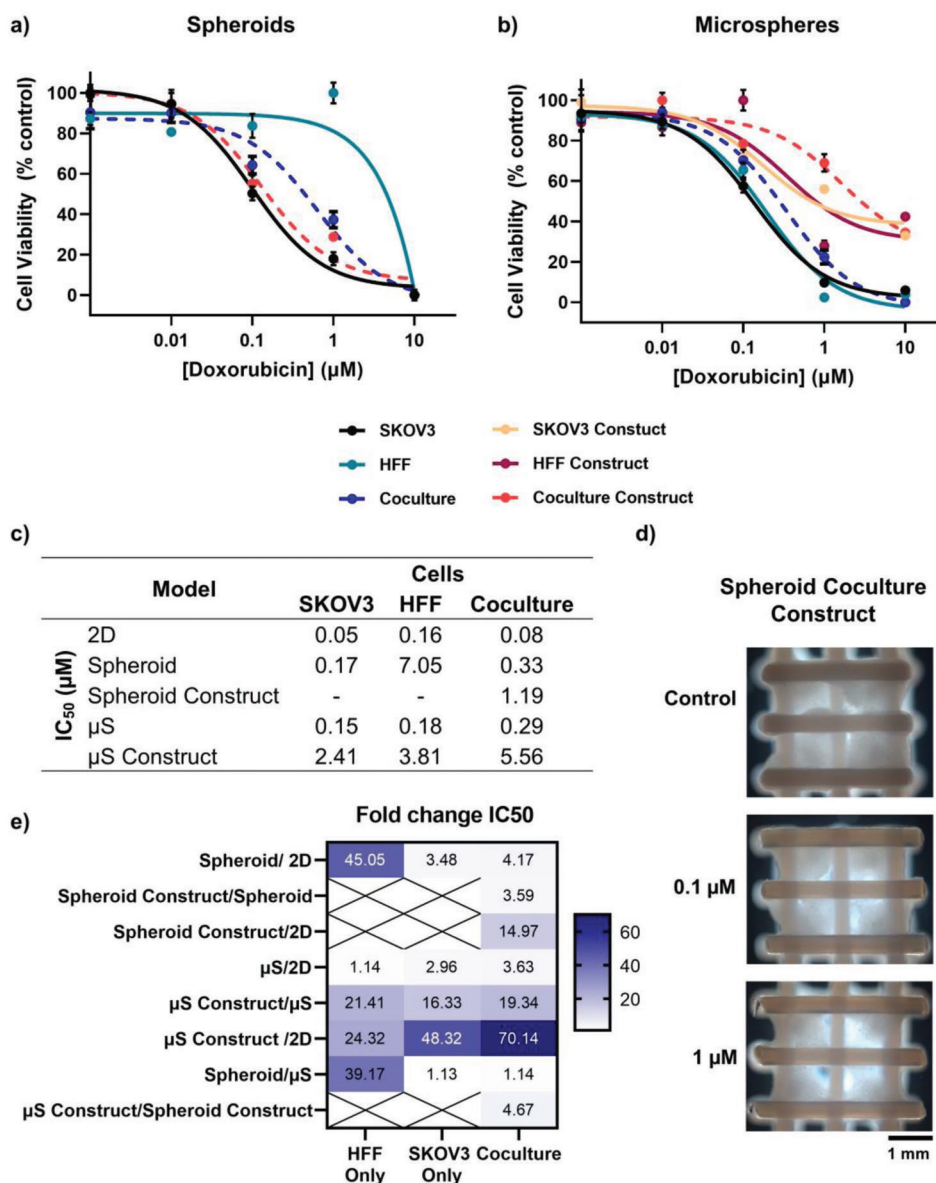 a)
Spheroids
Cell Viability (% control)
100
80
60
40
20
0
0.01
0.1
1
10
[Doxorubicin] (µM)
b)
Microspheres
Cell Viability (% control)
100
80
60
40
20
0
0.01
0.1
1
10
[Doxorubicin] (µM)
SKOV3
HFF
Coculture
SKOV3 Constuct
HFF Construct
Coculture Construct
c)
Cells
Model SKOV3 HFF Coculture
IC50 (µM)
2D 0.05 0.16 0.08
Spheroid 0.17 7.05 0.33
Spheroid Construct - - 1.19
µS 0.15 0.18 0.29
µS Construct 2.41 3.81 5.56
d)
Spheroid Coculture
Construct
Control
0.1 µM
1 µM
1 mm
e)
Fold change IC50
Spheroid/ 2D 45.05 3.48 4.17
Spheroid Construct/Spheroid 3.59
Spheroid Construct/2D 14.97
µS/2D 1.14 2.96 3.63
µS Construct/µS 21.41 16.33 19.34
µS Construct /2D 24.32 48.32 70.14
Spheroid/µS 39.17 1.13 1.14
µS Construct/Spheroid Construct 4.67
HFF Only
SKOV3 Only
Coculture
60
40
20